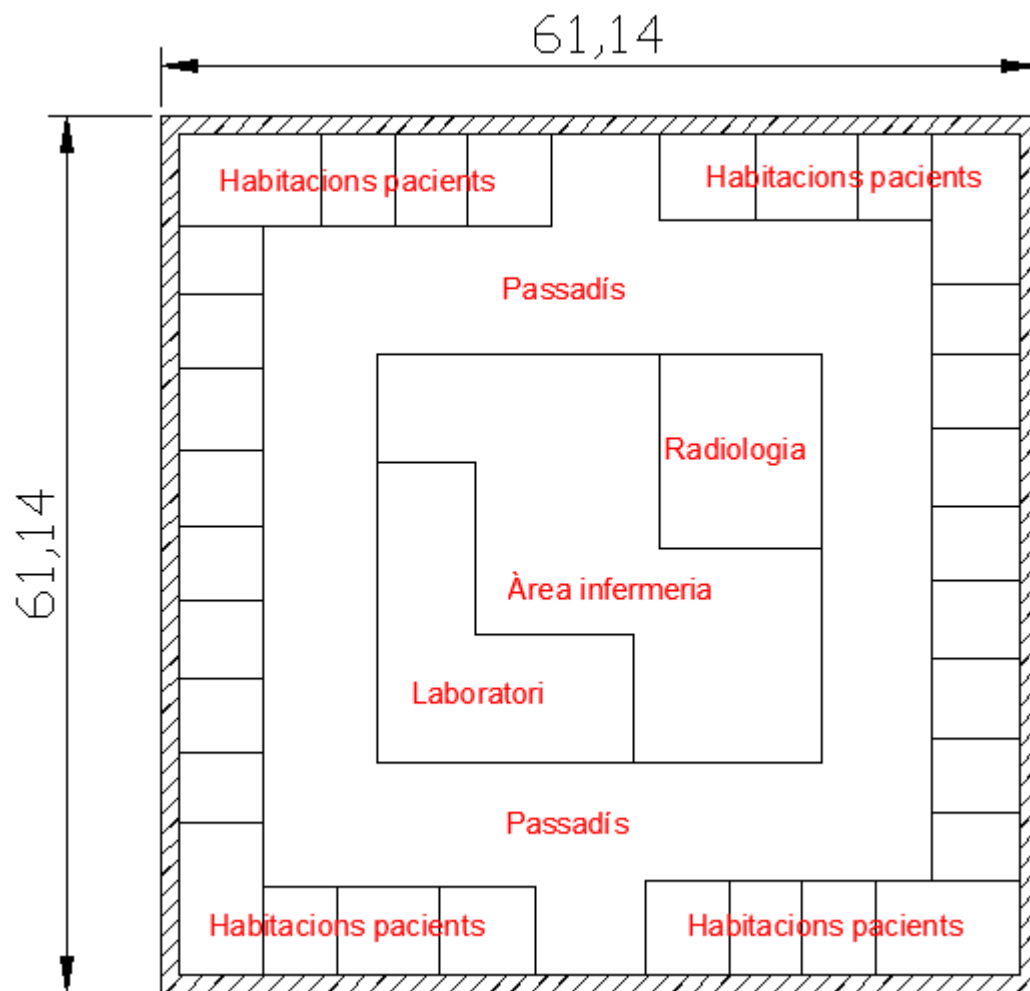 61,14
Habitacions pacients
Habitacions pacients
Passadís
Radiologia
61,14
Àrea infermeria
Laboratori
Passadís
Habitacions pacients
Habitacions pacients